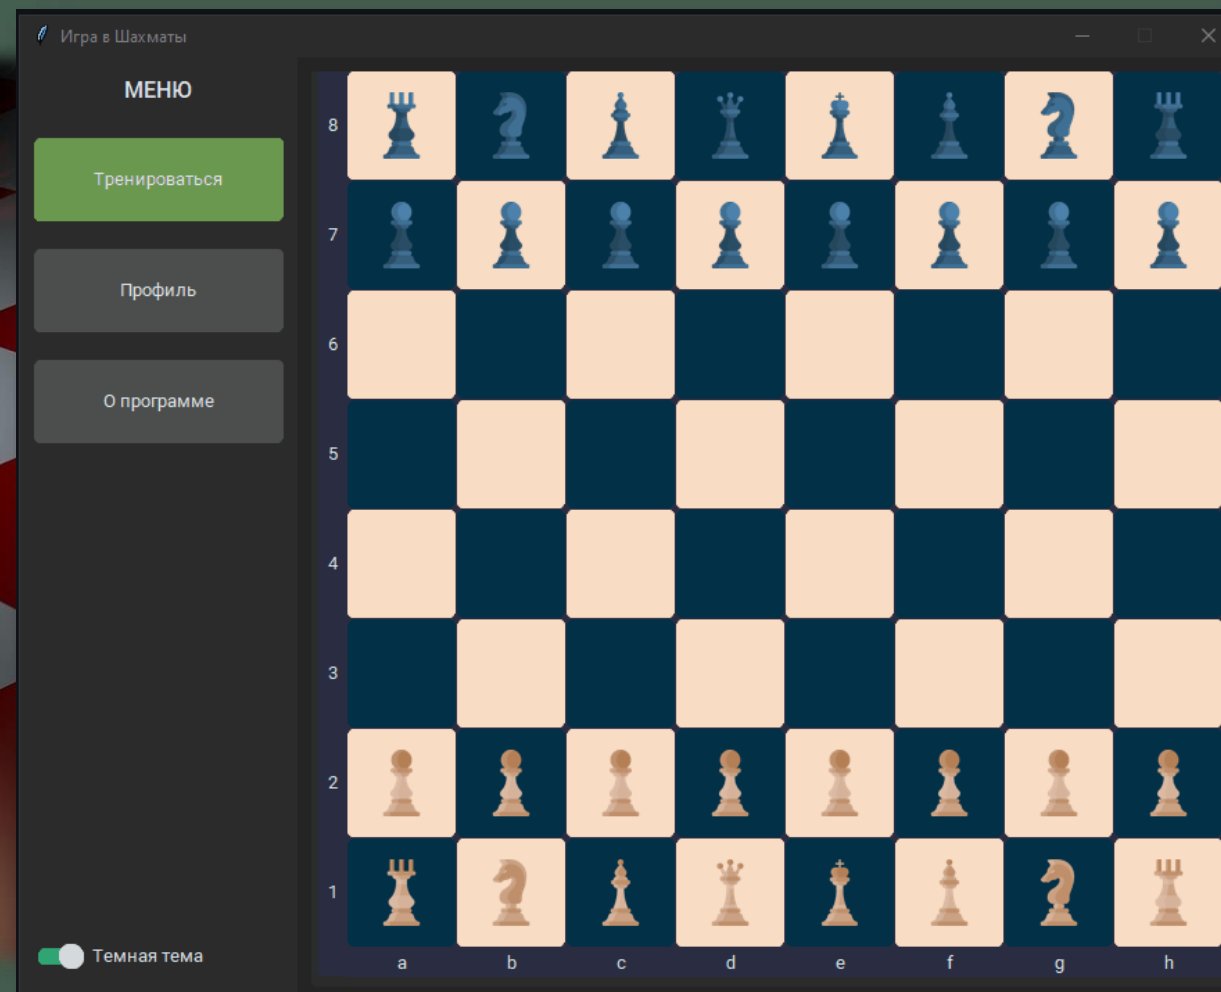 Игра в Шахматы
МЕНЮ
Тренироваться
Профиль
О программе
Темная тема
8
7
6
5
4
3
2
1
a b c d e f g h